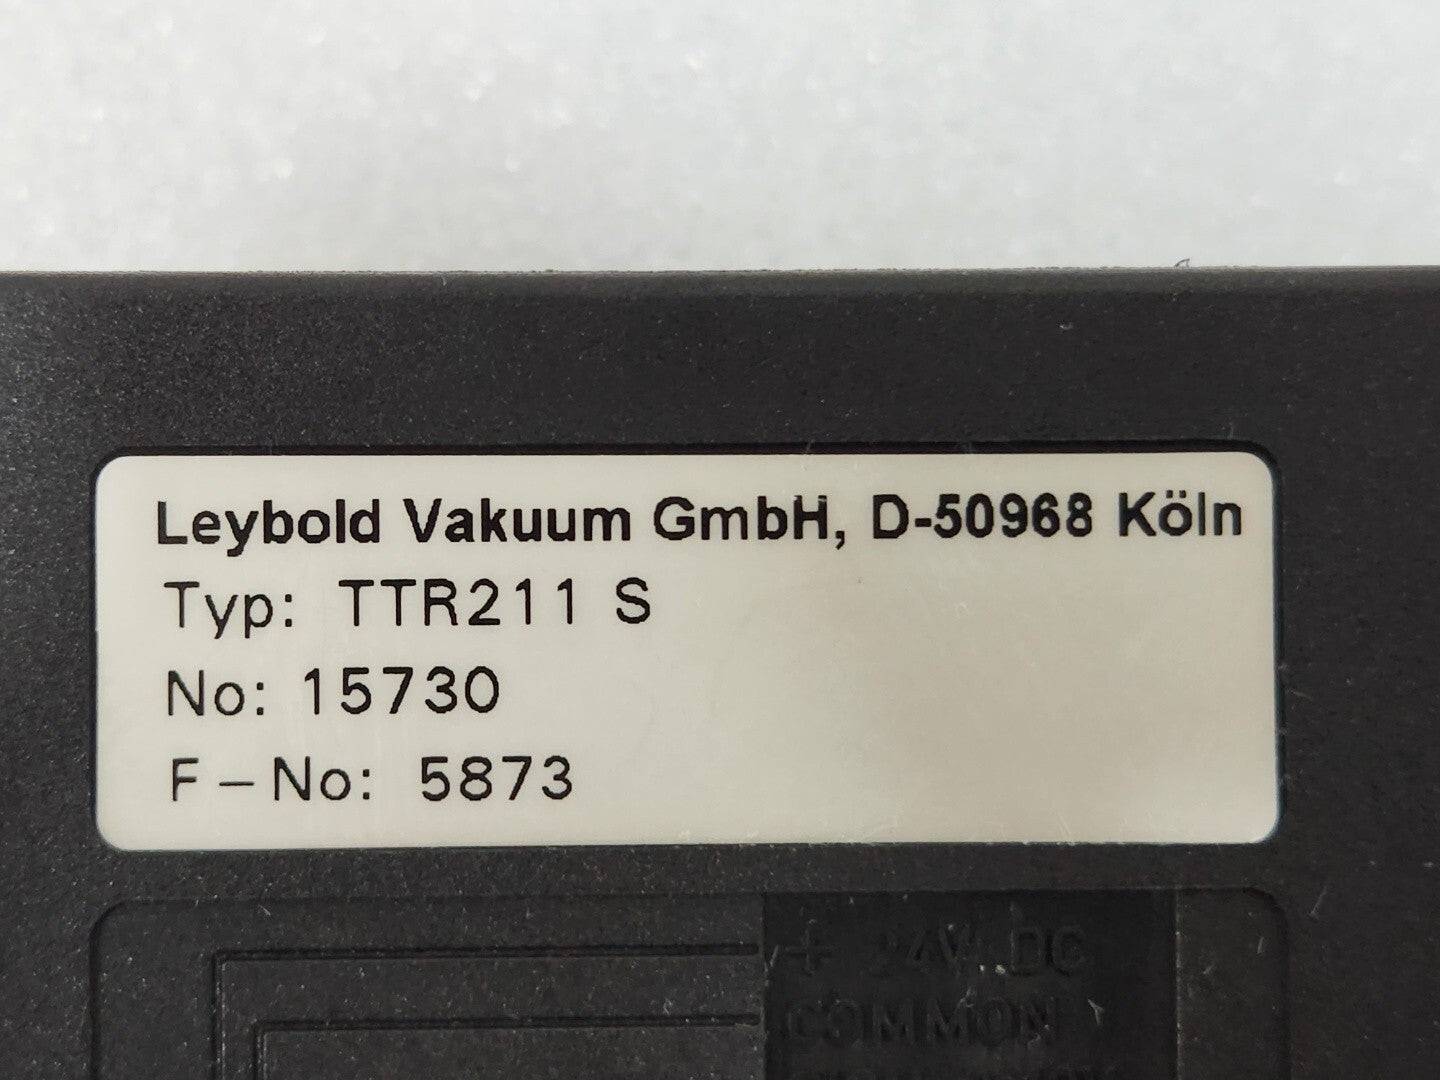 Leybold Vakuum GmbH, D-50968 Köln
Typ: TTR211 S
No: 15730
F-No: 5873
+ 24V DC
COMMON